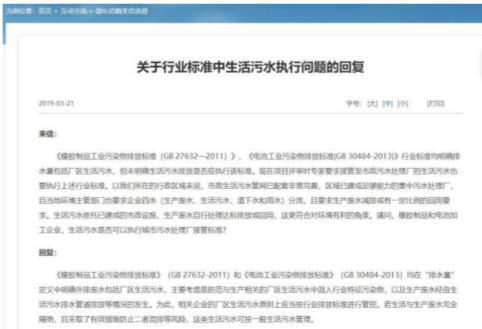 当前位置：首页 > 互动交流 > 部长信箱来信选登
关于行业标准中生活污水执行问题的回复
2019-03-21 字号：[大] [中] [小] [打印]
来信：
《橡胶制品工业污染物排放标准（GB 27632—2011）》、《电池工业污染物排放标准(GB 30484-2013)》行业标准均明确排
水量包括厂区生活污水，但未明确生活污水排放是否应执行该标准。现在项目评审时专家要求接管至市政污水处理厂的生活污水也
要执行上述行业标准。以我们所在的行政区域来说，市政生活污水管网已配套非常完善，区域已建成足够能力的集中污水处理厂，
且当地环境主管部门也要求企业四水（生产废水、生活污水、清下水和雨水）分流，且要求生产废水减排或有一定比例的回用要
求。生活污水依托已建成的市政设施，生产废水自行处理达标排放或回用，这更符合对环境有利的角度。请问，橡胶制品和电池加
工企业，生活污水是否可以执行城市污水处理厂接管标准？
回复：
《橡胶制品工业污染物排放标准》（GB 27632-2011）和《电池工业污染物排放标准》（GB 30484-2013）均在“排水量”
定义中明确外排废水包括厂区生活污水，主要考虑是防范与生产相关的厂区生活污水中混入行业特征污染物，以及生产废水经由生
活污水排水管道排放等情况的发生。为此，相关企业的厂区生活污水原则上应当按行业排放标准进行管控。若生活与生产废水完全
隔绝，且采取了有效措施防止二者混排等风险，这类生活污水可按一般生活污水管理。